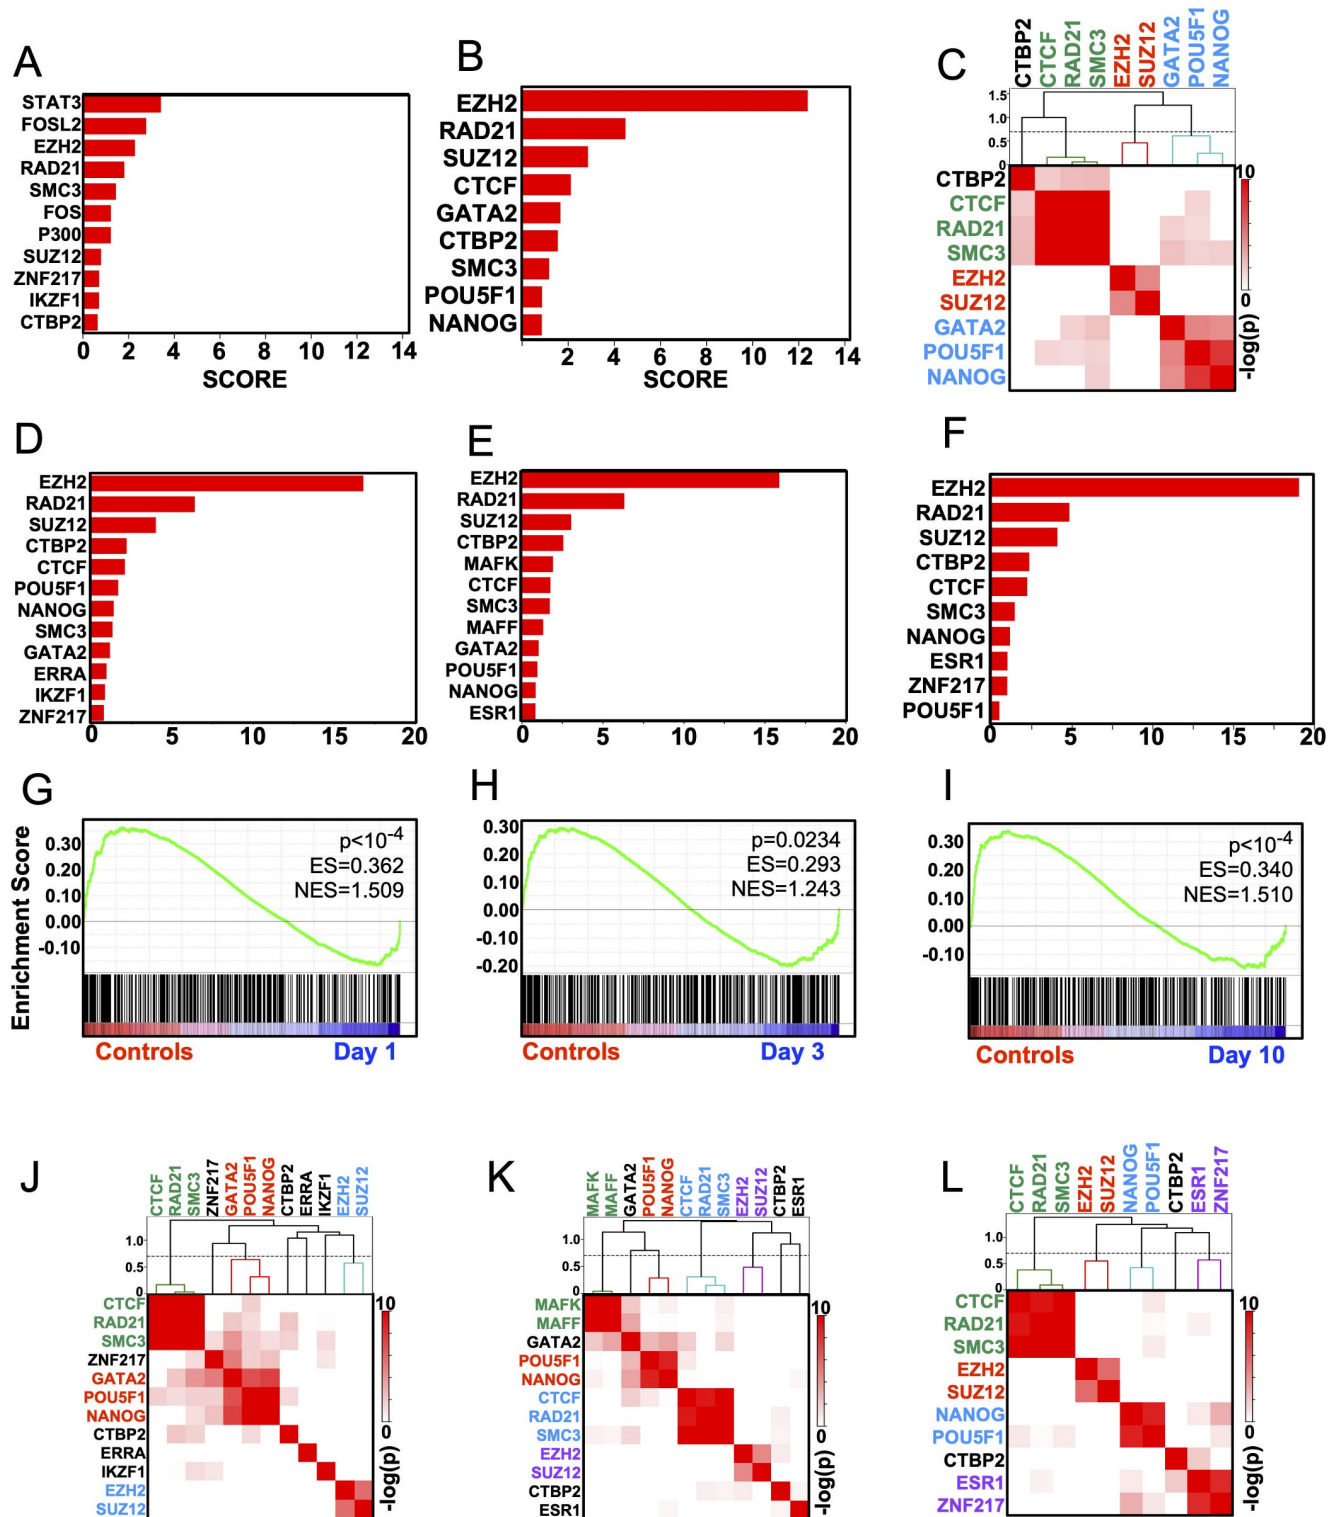 A
STAT3
FOSL2
EZH2
RAD21
SMC3
FOS
P300
SUZ12
ZNF217
IKZF1
CTBP2
0 2 4 6 8 10 12 14
SCORE
B
EZH2
RAD21
SUZ12
CTCF
GATA2
CTBP2
SMC3
POU5F1
NANOG
2 4 6 8 10 12 14
SCORE
C
CTBP2 CTCF RAD21 SMC3 EZH2 SUZ12 GATA2 POU5F1 NANOG
1.5
1.0
0.5
0
CTBP2
CTCF
RAD21
SMC3
EZH2
SUZ12
GATA2
POU5F1
NANOG
10
0
-log(p)
D
EZH2
RAD21
SUZ12
CTBP2
CTCF
POU5F1
NANOG
SMC3
GATA2
ERRA
IKZF1
ZNF217
0 5 10 15 20
E
EZH2
RAD21
SUZ12
CTBP2
MAFK
CTCF
SMC3
MAFF
GATA2
POU5F1
NANOG
ESR1
0 5 10 15 20
F
EZH2
RAD21
SUZ12
CTBP2
CTCF
SMC3
NANOG
ESR1
ZNF217
POU5F1
0 5 10 15 20
G
Enrichment Score
0.30
0.20
0.10
0.00
-0.10
p<10-4
ES=0.362
NES=1.509
Controls Day 1
H
0.30
0.20
0.10
0.00
-0.10
-0.20
p=0.0234
ES=0.293
NES=1.243
Controls Day 3
I
0.30
0.20
0.10
0.00
-0.10
p<10-4
ES=0.340
NES=1.510
Controls Day 10
J
CTCF RAD21 SMC3 ZNF217 GATA2 POU5F1 NANOG CTBP2 ERRA IKZF1 EZH2 SUZ12
1.0
0.5
0
CTCF
RAD21
SMC3
ZNF217
GATA2
POU5F1
NANOG
CTBP2
ERRA
IKZF1
EZH2
SUZ12
10
0
-log(p)
K
MAFK MAFF GATA2 POU5F1 NANOG CTCF RAD21 SMC3 EZH2 SUZ12 CTBP2 ESR1
1.0
0.5
0
MAFK
MAFF
GATA2
POU5F1
NANOG
CTCF
RAD21
SMC3
EZH2
SUZ12
CTBP2
ESR1
10
0
-log(p)
L
CTCF RAD21 SMC3 EZH2 SUZ12 NANOG POU5F1 CTBP2 ESR1 ZNF217
1.0
0.5
0
CTCF
RAD21
SMC3
EZH2
SUZ12
NANOG
POU5F1
CTBP2
ESR1
ZNF217
10
0
-log(p)